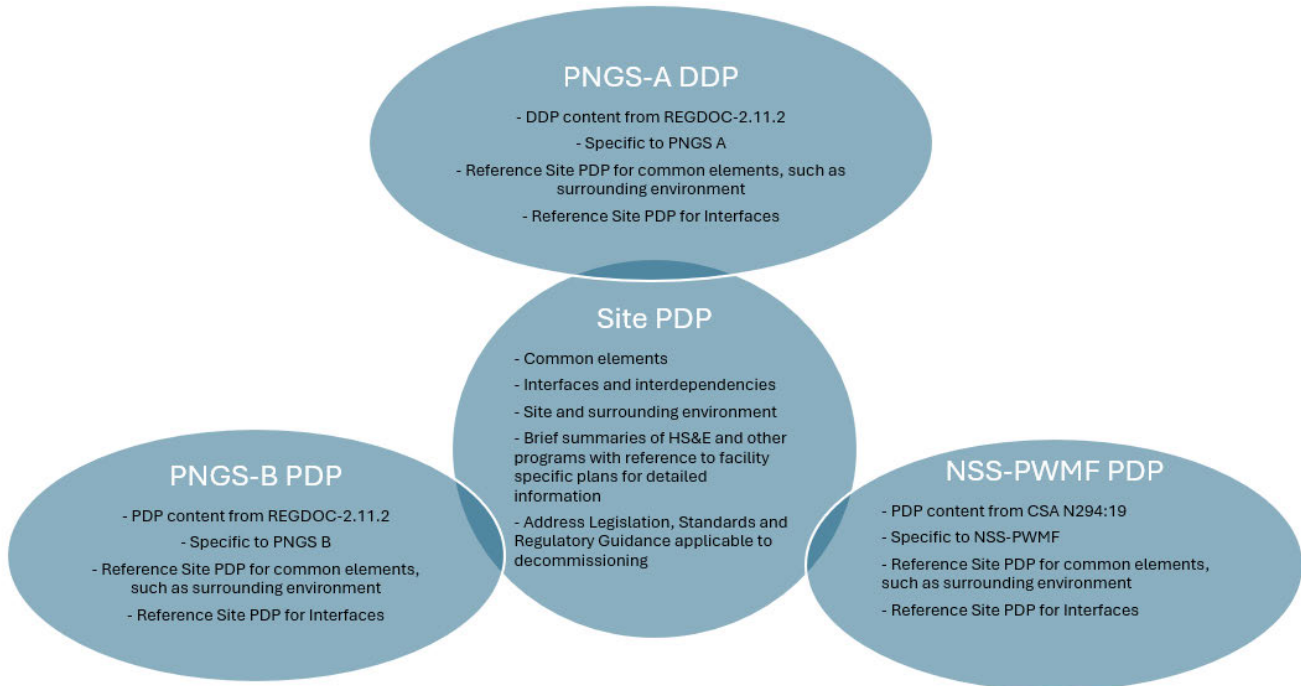 PNGS-A DDP
- DDP content from REGDOC-2.11.2
- Specific to PNGS A
- Reference Site PDP for common elements, such as
surrounding environment
- Reference Site PDP for Interfaces
Site PDP
- Common elements
- Interfaces and interdependencies
- Site and surrounding environment
- Brief summaries of HS&E and other
programs with reference to facility
specific plans for detailed
information
- Address Legislation, Standards and
Regulatory Guidance applicable to
decommissioning
PNGS-B PDP
- PDP content from REGDOC-2.11.2
- Specific to PNGS B
- Reference Site PDP for common elements,
such as surrounding environment
- Reference Site PDP for Interfaces
NSS-PWMF PDP
- PDP content from CSA N294:19
- Specific to NSS-PWMF
- Reference Site PDP for common elements,
such as surrounding environment
- Reference Site PDP for Interfaces